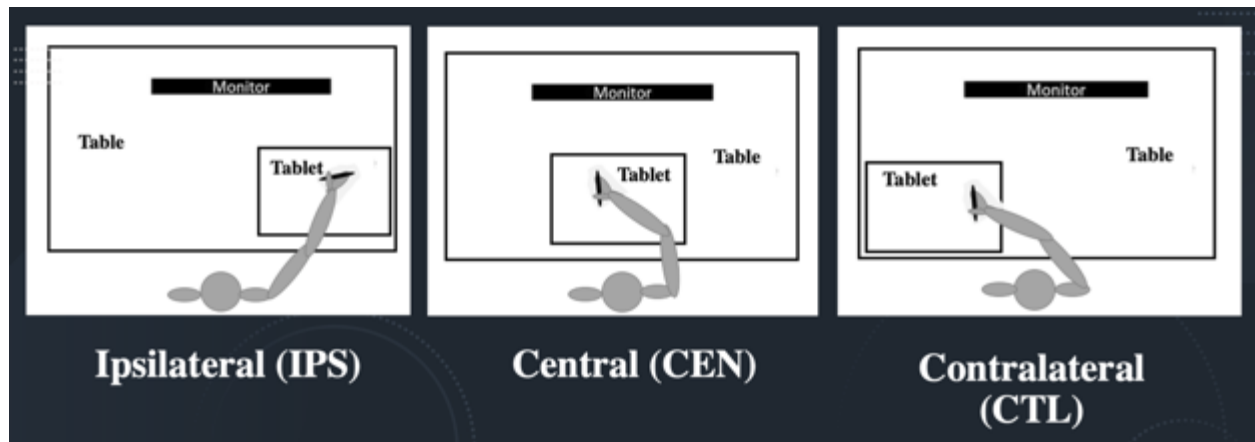 Monitor
Table
Tablet
Ipsilateral (IPS)
Monitor
Table
Tablet
Central (CEN)
Monitor
Table
Tablet
Contralateral
(CTL)